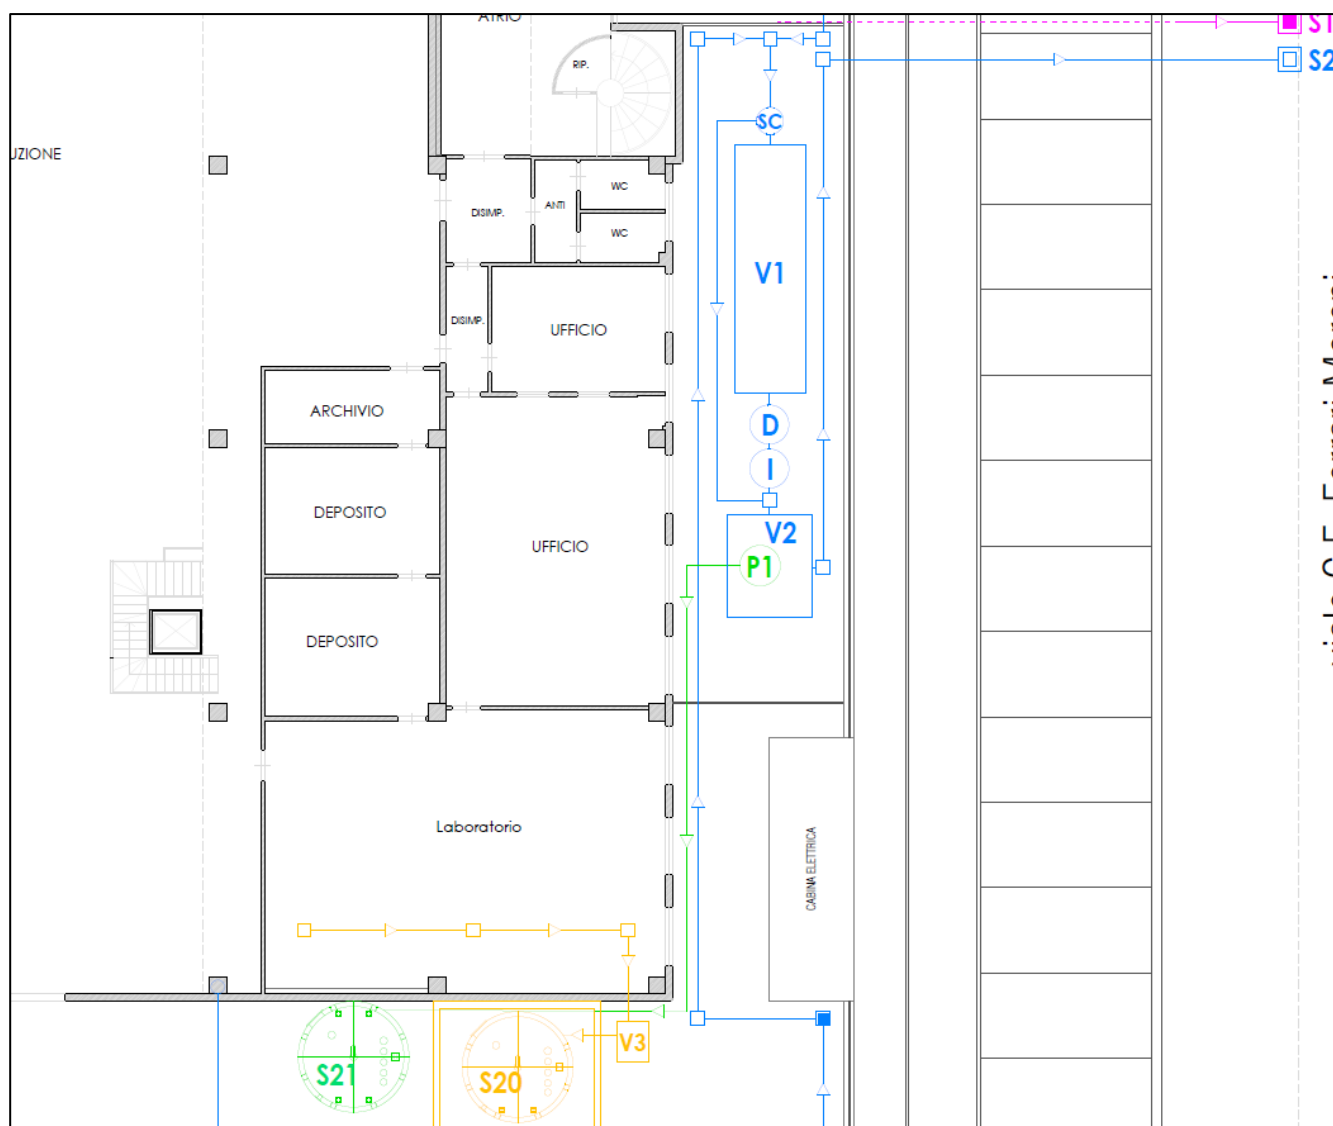 ATRIO
S1
RIP.
S2
SC
UZIONE
WC
ANTI
DISIMP.
WC
V1
DISIMP.
UFFICIO
ARCHIVIO
D
I
DEPOSITO
V2
UFFICIO
P1
DEPOSITO
Laboratorio
CABINA ELETTRICA
V3
S21
S20